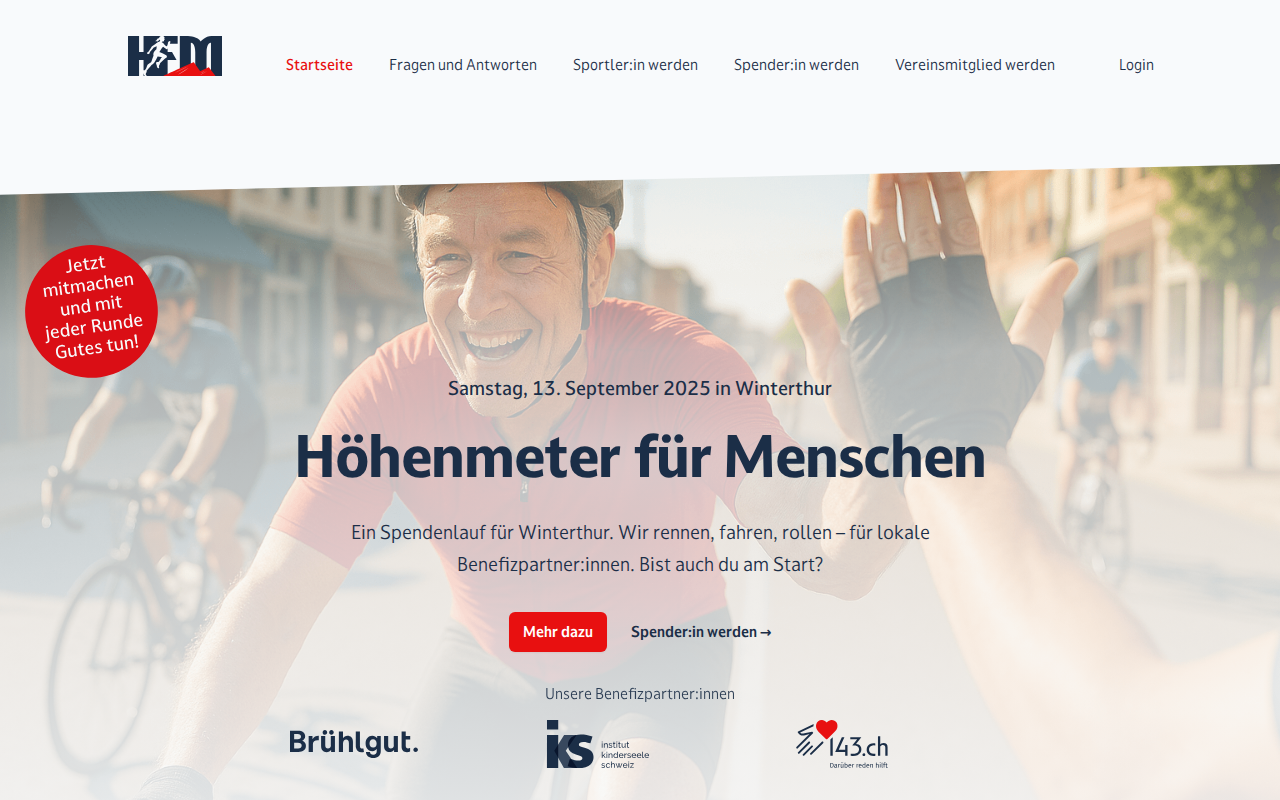 HFM
Startseite
Fragen und Antworten
Sportler:in werden
Spender:in werden
Vereinsmitglied werden
Login
Jetzt
mitmachen
und mit
jeder Runde
Gutes tun!
Samstag, 13. September 2025 in Winterthur
Höhenmeter für Menschen
Ein Spendenlauf für Winterthur. Wir rennen, fahren, rollen – für lokale
Benefizpartner:innen. Bist auch du am Start?
Mehr dazu
Spender:in werden →
Unsere Benefizpartner:innen
Brühlgut.
iks
institut
kinderseele
schweiz
143.ch
Darüber reden hilft